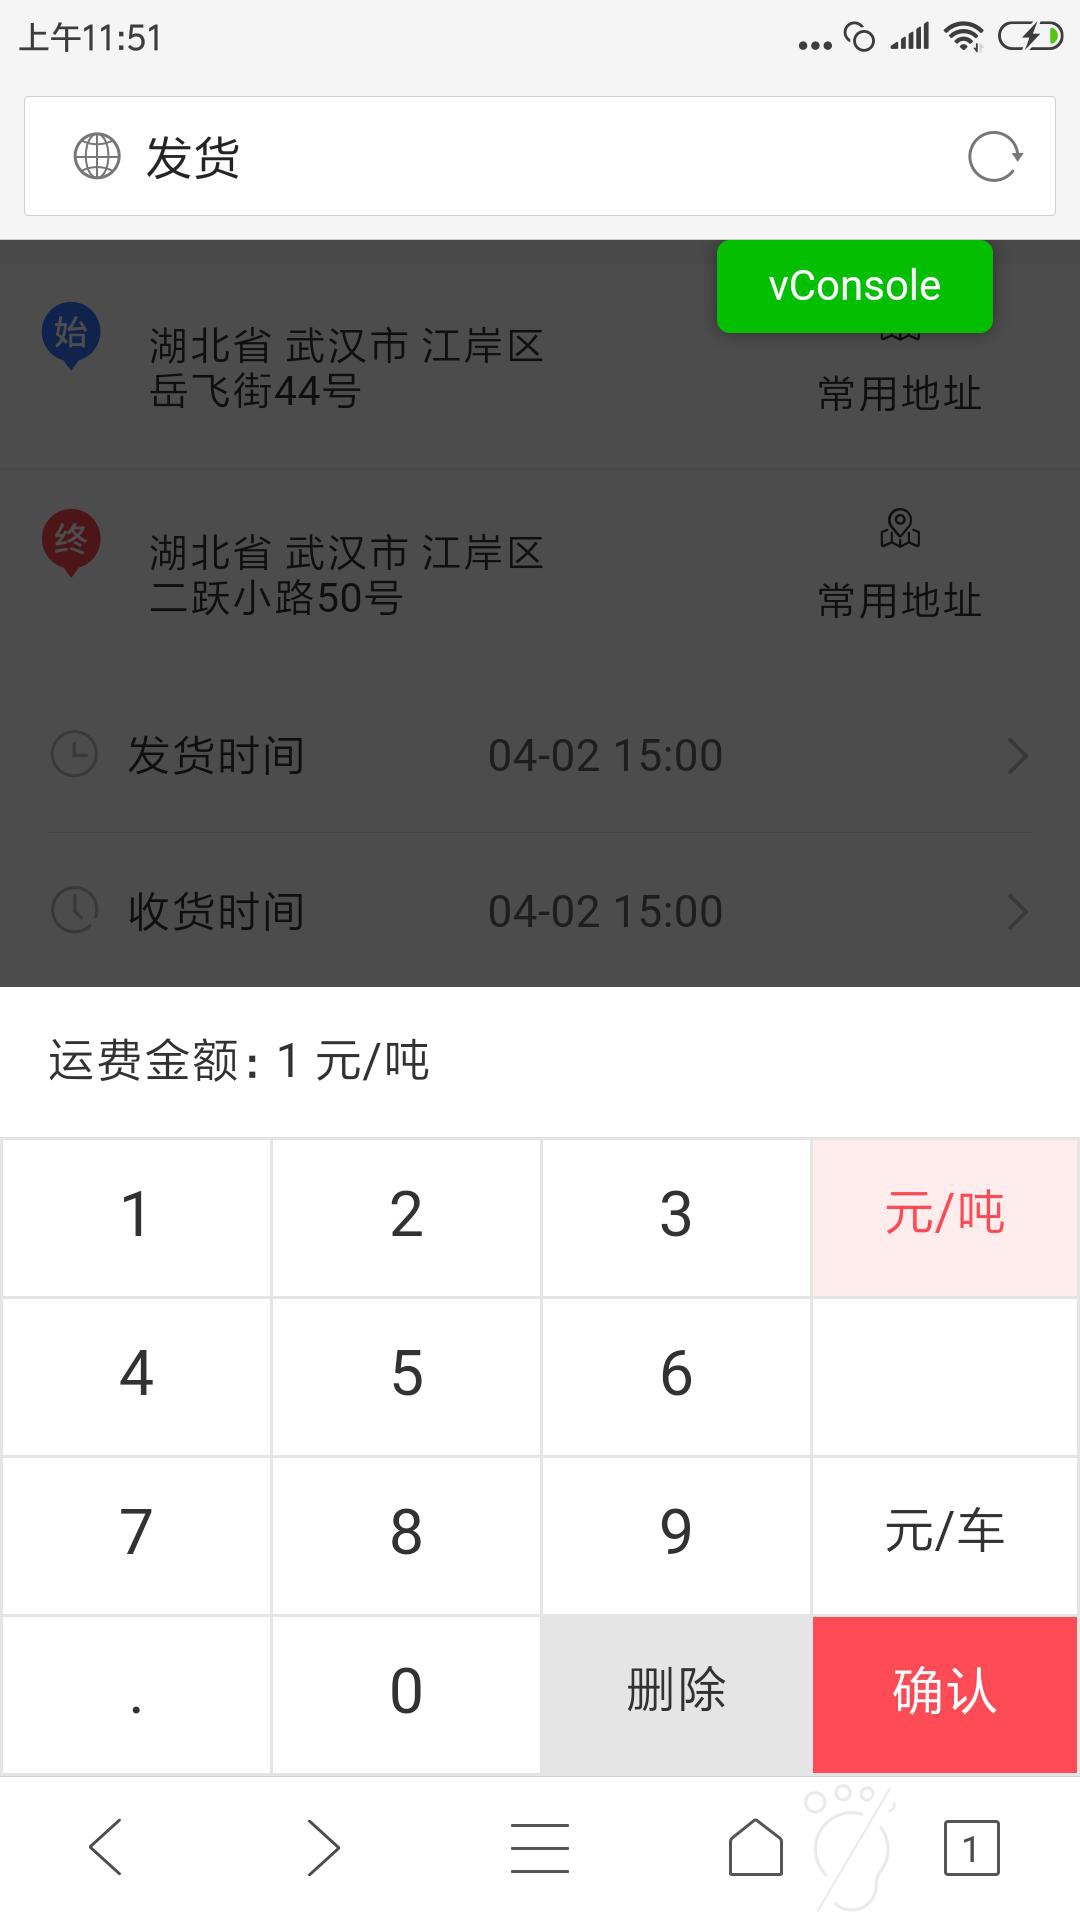 上午11:51
发货
vConsole
始
湖北省 武汉市 江岸区
岳飞街44号
常用地址
终
湖北省 武汉市 江岸区
二跃小路50号
常用地址
发货时间 04-02 15:00
收货时间 04-02 15:00
运费金额: 1 元/吨
1 2 3 元/吨
4 5 6
7 8 9 元/车
. 0 删除 确认
1